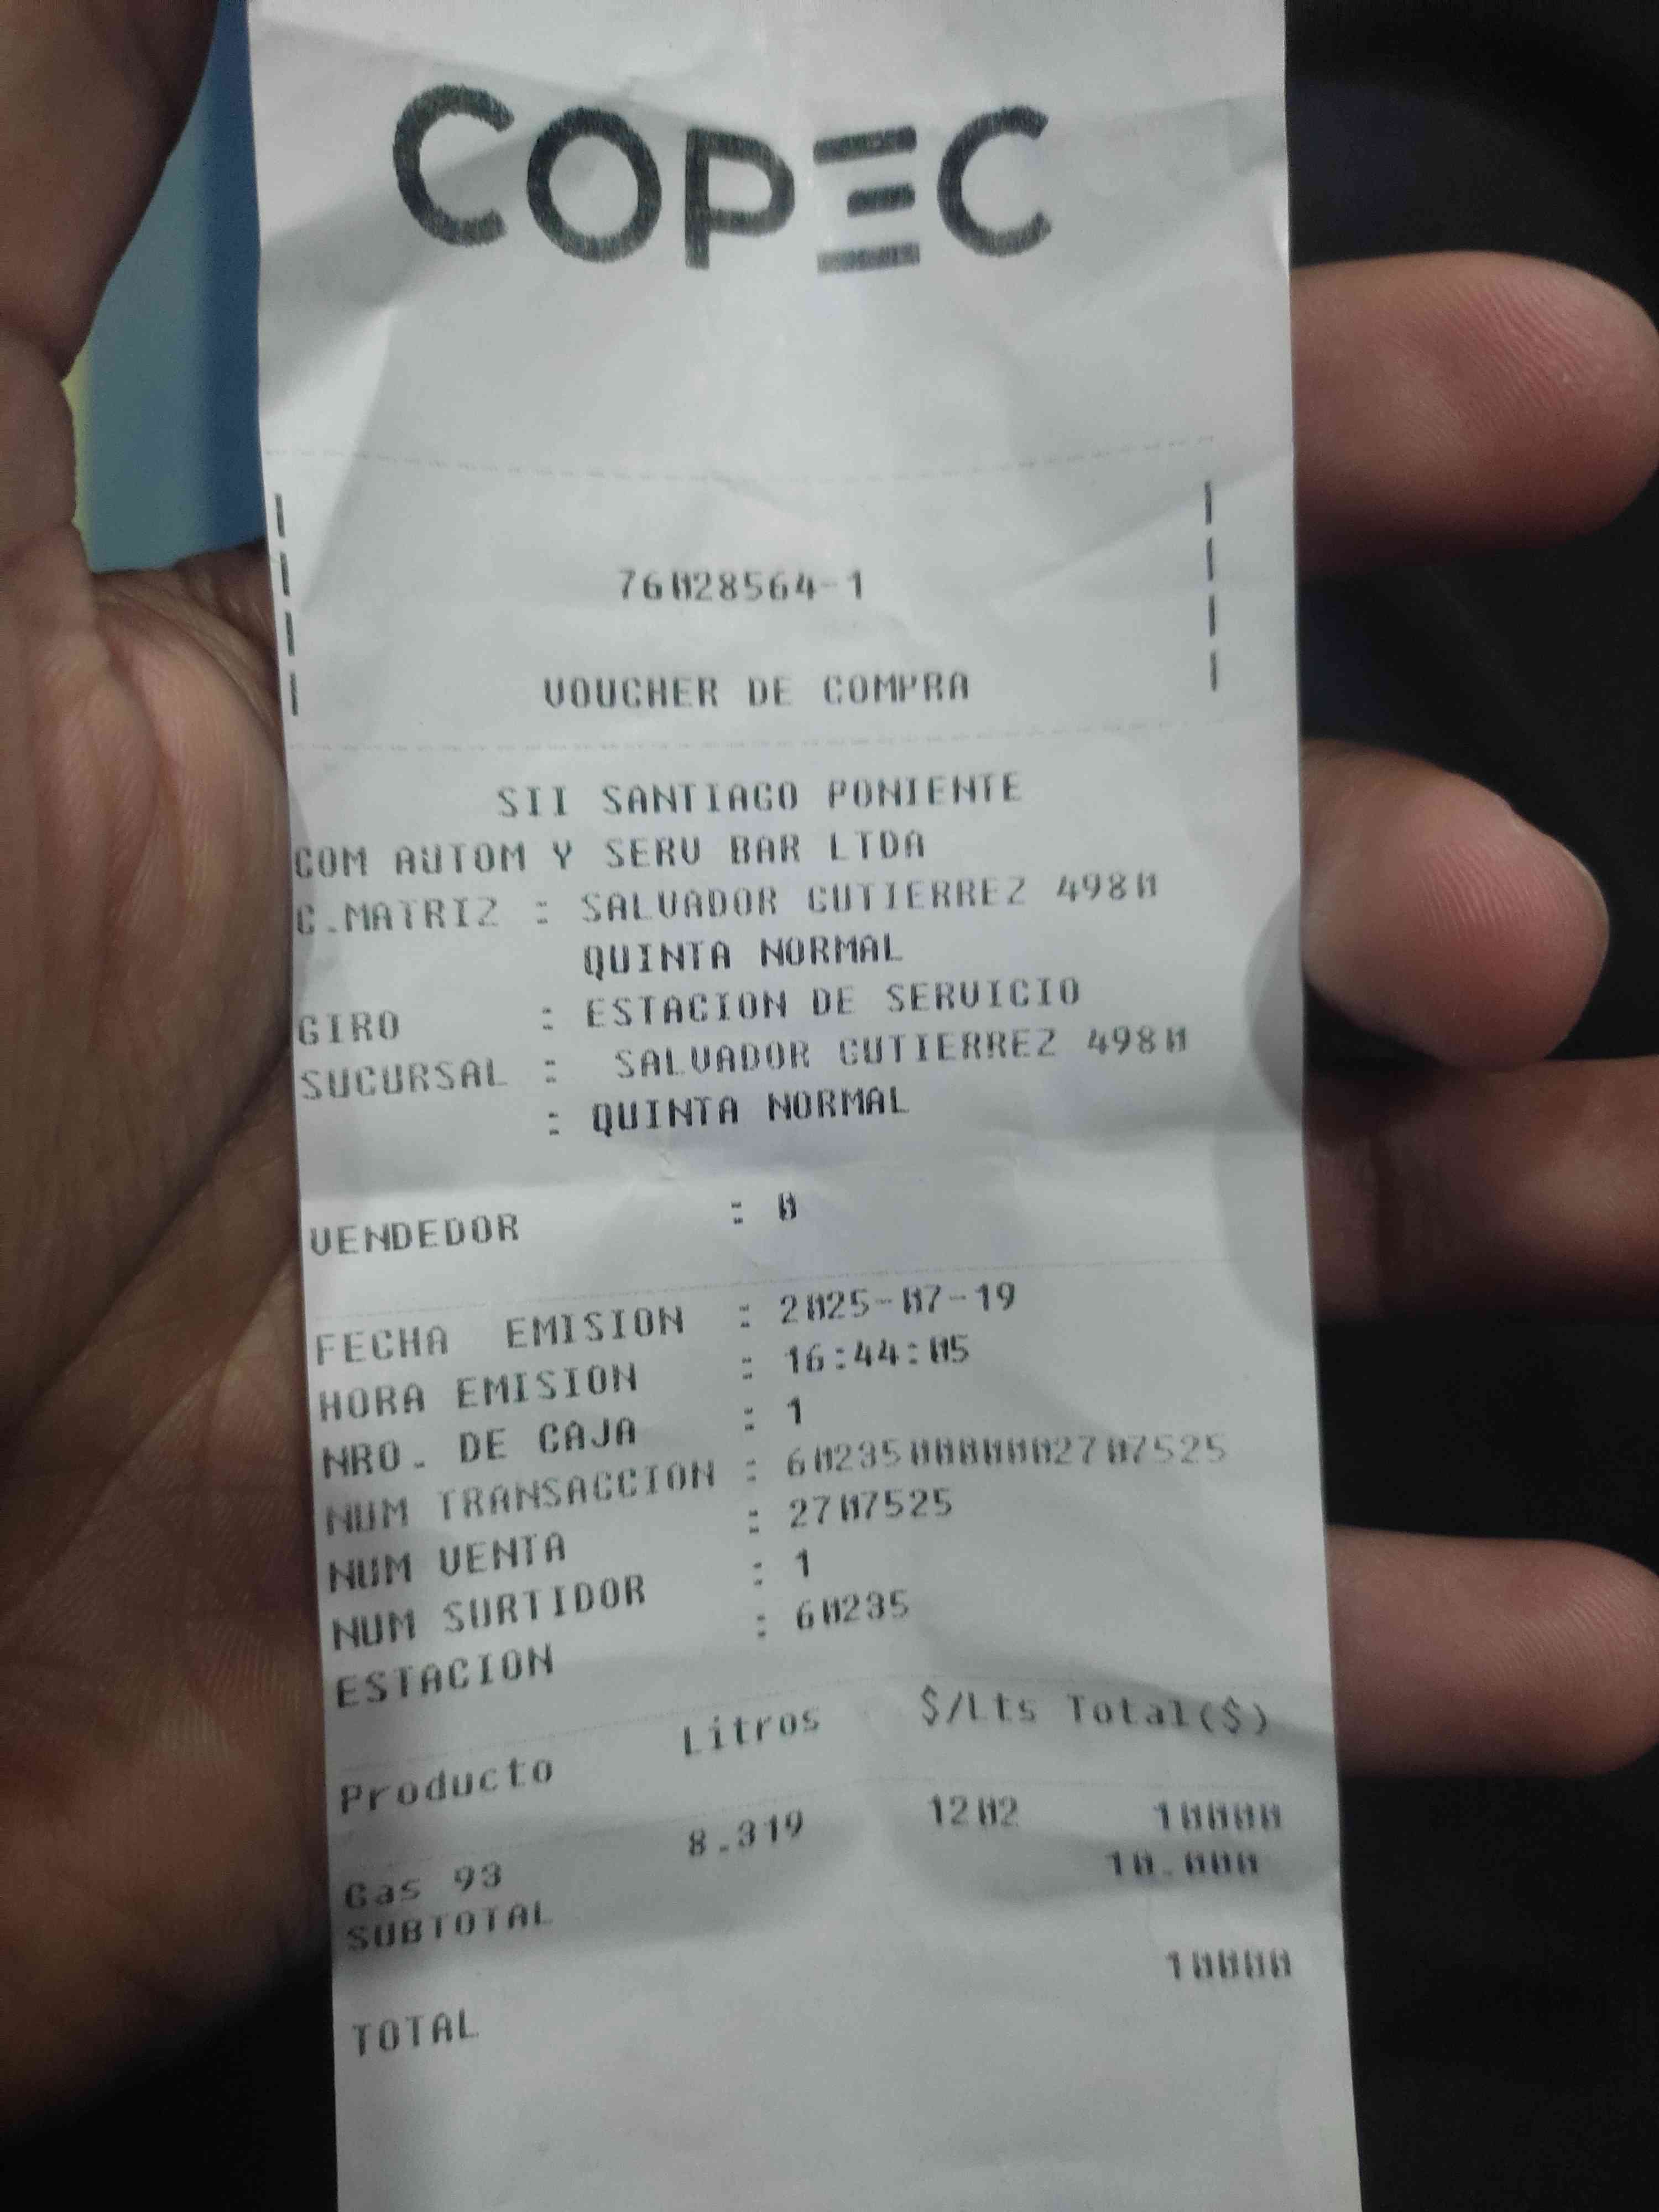 COPEC
76028564-1
VOUCHER DE COMPRA
SII SANTIAGO PONIENTE
COM AUTOM Y SERV BAR LTDA
C.MATRIZ : SALVADOR GUTIERREZ 4980
QUINTA NORMAL
GIRO : ESTACION DE SERVICIO
SUCURSAL : SALVADOR GUTIERREZ 4980
: QUINTA NORMAL
VENDEDOR : 0
FECHA EMISION : 2025-07-19
HORA EMISION : 16:44:05
NRO. DE CAJA : 1
NUM TRANSACCION : 602350000002707525
NUM VENTA : 2707525
NUM SURTIDOR : 1
ESTACION : 60235
Producto Litros $/Lts Total($)
Gas 93 8.319 1202 10000
SUBTOTAL 10.000
TOTAL 10000